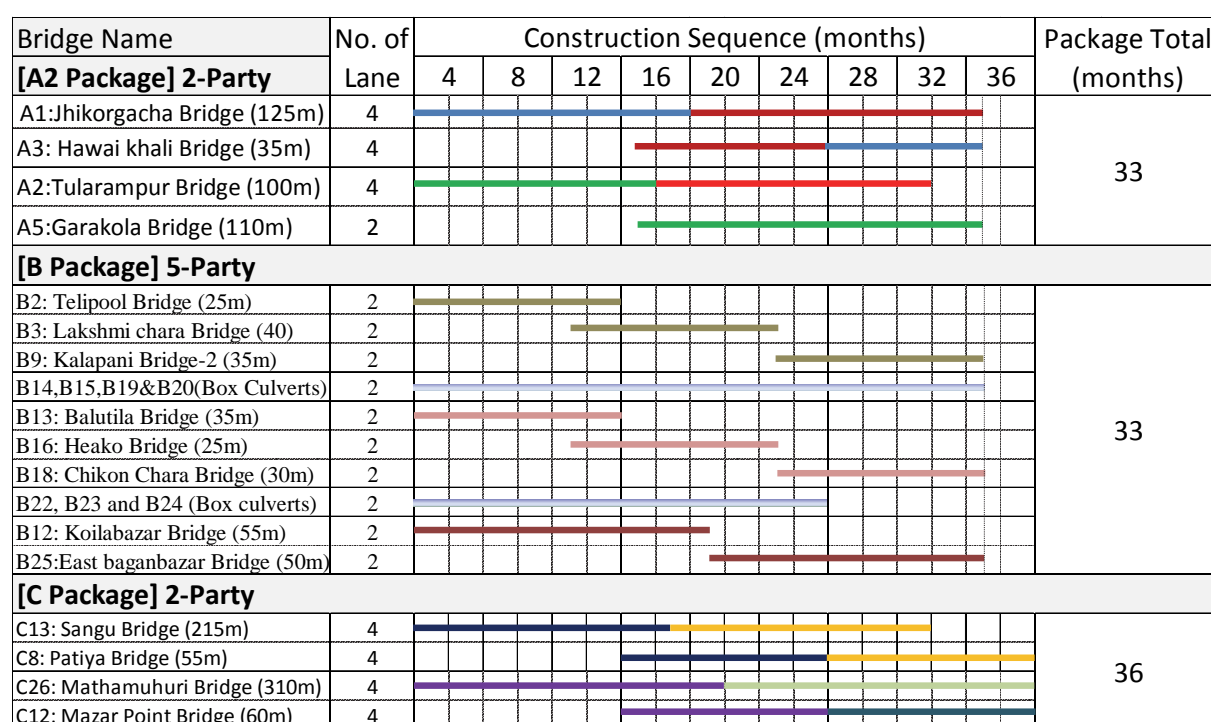 Bridge Name No. of Construction Sequence (months) Package Total
[A2 Package] 2-Party Lane 4 8 12 16 20 24 28 32 36 (months)
A1:Jhikorgacha Bridge (125m) 4
A3: Hawai khali Bridge (35m) 4
33
A2:Tularampur Bridge (100m) 4
A5:Garakola Bridge (110m) 2
[B Package] 5-Party
B2: Telipool Bridge (25m) 2
B3: Lakshmi chara Bridge (40) 2
B9: Kalapani Bridge-2 (35m) 2
B14,B15,B19&B20(Box Culverts) 2
B13: Balutila Bridge (35m) 2
33
B16: Heako Bridge (25m) 2
B18: Chikon Chara Bridge (30m) 2
B22, B23 and B24 (Box culverts) 2
B12: Koilabazar Bridge (55m) 2
B25:East baganbazar Bridge (50m) 2
[C Package] 2-Party
C13: Sangu Bridge (215m) 4
C8: Patiya Bridge (55m) 4
36
C26: Mathamuhuri Bridge (310m) 4
C12: Mazar Point Bridge (60m) 4